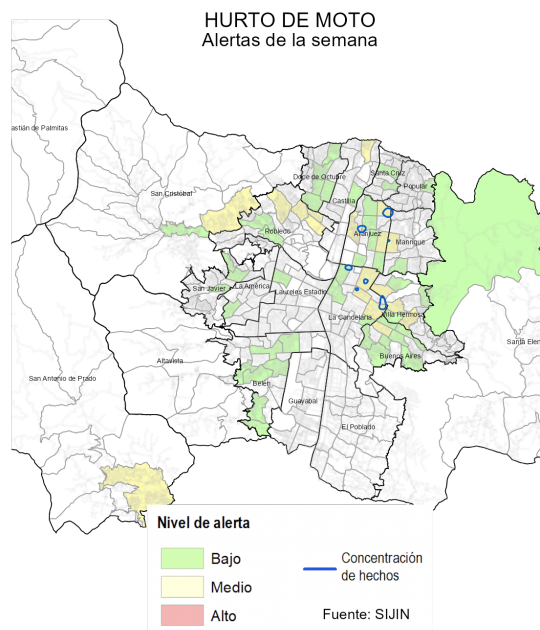 HURTO DE MOTO
Alertas de la semana
astián de Palmitas
San Cristóbal
Doce de Octubre
Santa Cruz
Popular
Castilla
Robledo
Aranjuez
Manrique
San Javier
La América
Laureles Estadio
La Candelaria
Villa Hermosa
Santa Elen
Buenos Aires
Altavista
San Antonio de Prado
Belén
Guayabal
El Poblado
Nivel de alerta
Bajo
Medio
Alto
Concentración
de hechos
Fuente: SIJIN